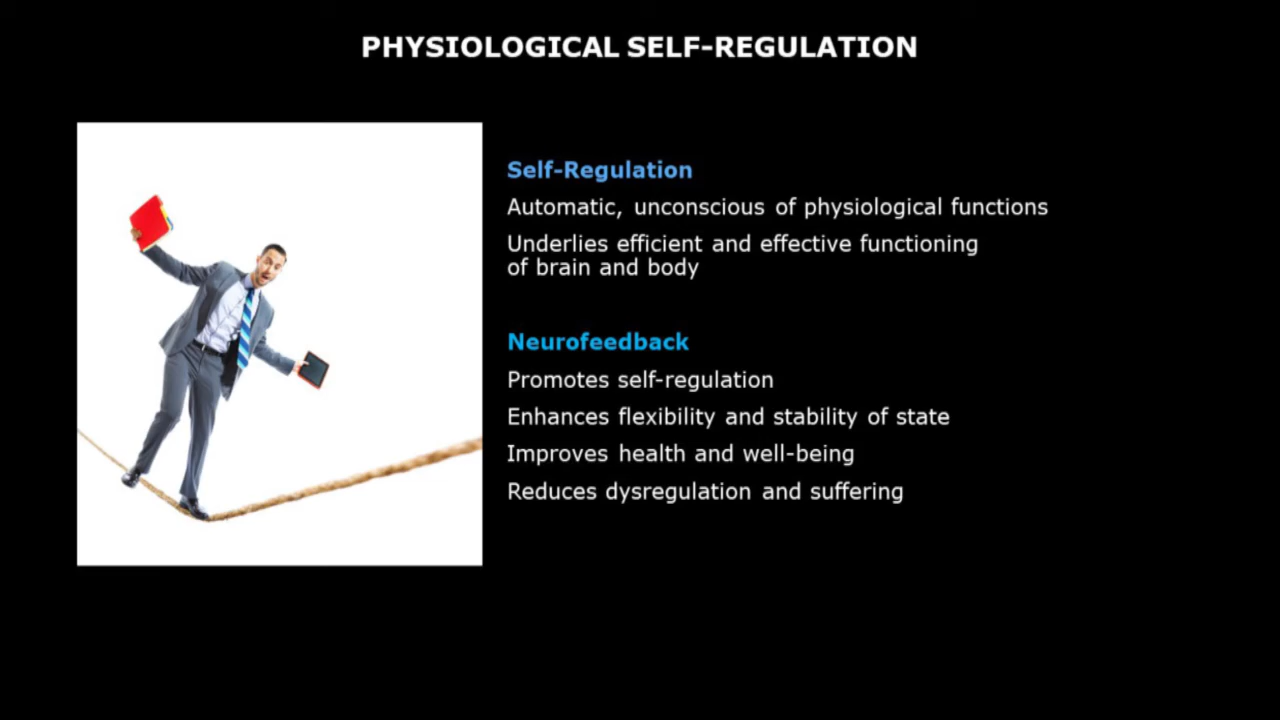 PHYSIOLOGICAL SELF-REGULATION
Self-Regulation
Automatic, unconscious of physiological functions
Underlies efficient and effective functioning
of brain and body
Neurofeedback
Promotes self-regulation
Enhances flexibility and stability of state
Improves health and well-being
Reduces dysregulation and suffering